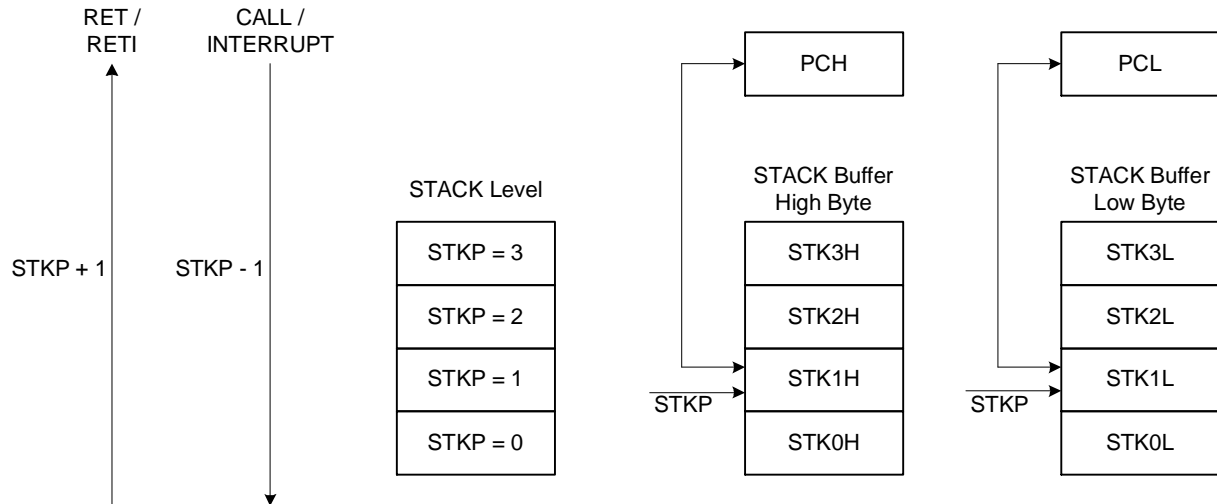 RET /
RETI
CALL /
INTERRUPT
PCH
PCL
STACK Level
STACK Buffer
High Byte
STACK Buffer
Low Byte
STKP + 1
STKP - 1
STKP = 3
STKP = 2
STKP = 1
STKP = 0
STK3H
STK2H
STK1H
STK0H
STKP
STK3L
STK2L
STK1L
STK0L
STKP